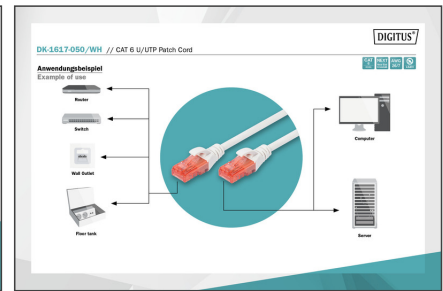 DIGITUS®
DK-1617-050/WH // CAT 6 U/UTP Patch Cord
Anwendungsbeispiel
Example of use
Router
Switch
Wall Outlet
Floor tank
Computer
Server